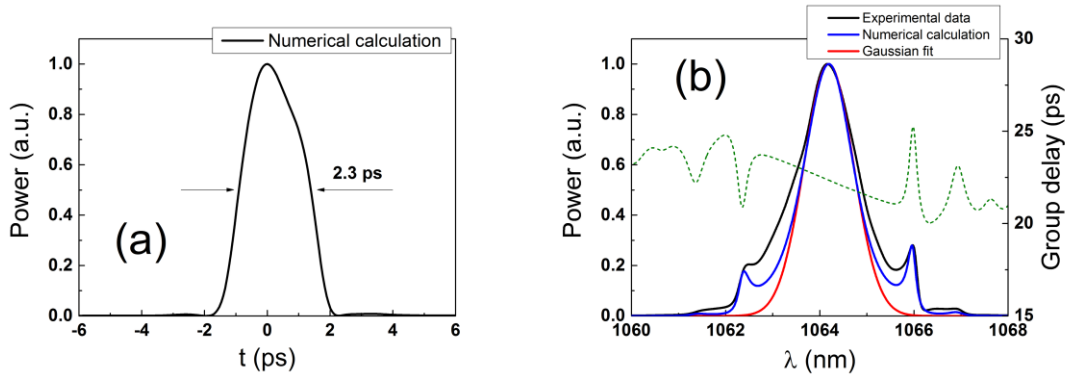 Numerical calculation
1.0
0.8
0.6
0.4
0.2
0.0
Power (a.u.)
2.3 ps
(a)
-6 -4 -2 0 2 4 6
t (ps)
Experimental data
Numerical calculation
Gaussian fit
(b)
1.0
0.8
0.6
0.4
0.2
0.0
Power (a.u.)
30
25
20
15
Group delay (ps)
1060 1062 1064 1066 1068
λ (nm)